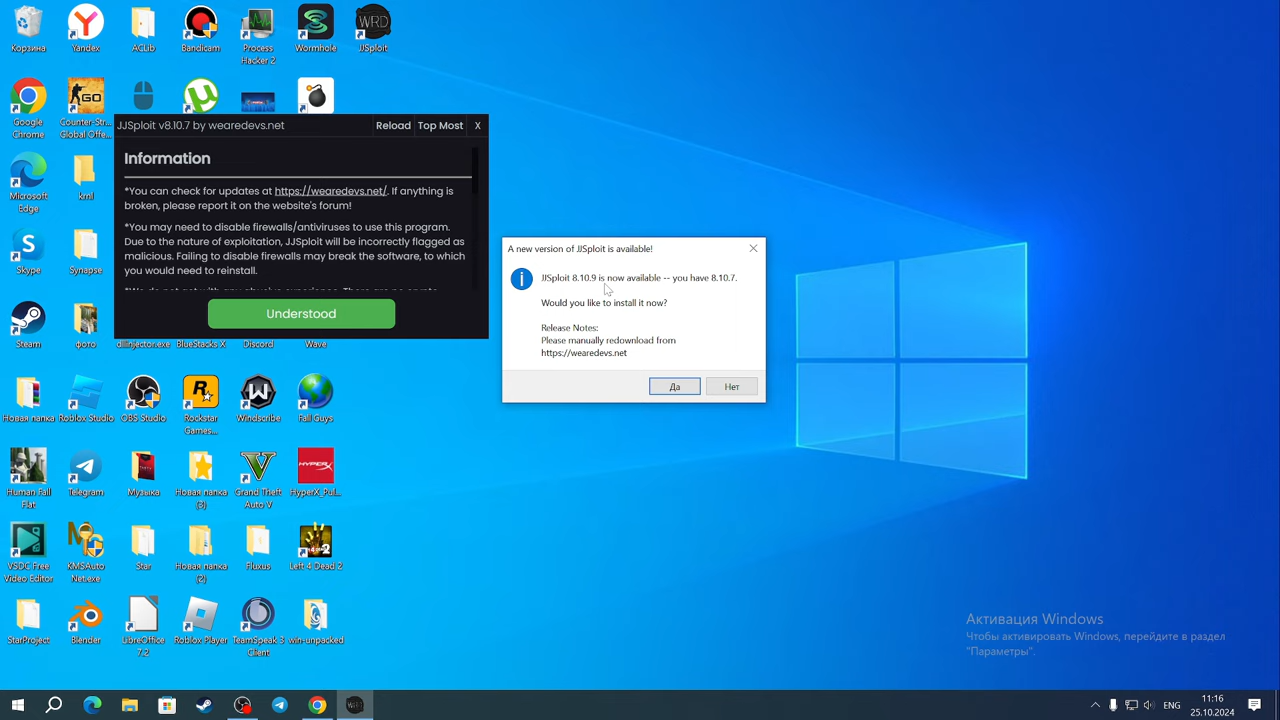 Корзина
Yandex
ACLib
Bandicam
Process
Hacker 2
Wormhole
JJSploit
WRD
Google
Chrome
Counter-Str...
Global Offe...
GO
JJSploit v8.10.7 by wearedevs.net
Reload
Top Most
X
Information
*You can check for updates at https://wearedevs.net/. If anything is
broken, please report it on the website's forum!
*You may need to disable firewalls/antiviruses to use this program.
Due to the nature of exploitation, JJSploit will be incorrectly flagged as
malicious. Failing to disable firewalls may break the software, to which
you would need to reinstall.
Understood
A new version of JJSploit is available!
JJSploit 8.10.9 is now available -- you have 8.10.7.
Would you like to install it now?
Release Notes:
Please manually redownload from
https://wearedevs.net
Да
Нет
Microsoft
Edge
kml
Skype
Synapse
Steam
фото
dllinjector.exe
BlueStacks X
Discord
Wave
Новая папка
Roblox Studio
OBS Studio
Rockstar
Games...
Windscribe
Fall Guys
Human Fall
Flat
Telegram
Музыка
Новая папка
(3)
Grand Theft
Auto V
HYPERX
HyperX_Pul...
VSDC Free
Video Editor
KMSAuto
Net.exe
Star
Новая папка
(2)
Fluxus
Left 4 Dead 2
StarProject
Blender
LibreOffice
7.2
Roblox Player
TeamSpeak 3
Client
win-unpacked
Активация Windows
Чтобы активировать Windows, перейдите в раздел
"Параметры".
WRD
ENG
11:16
25.10.2024